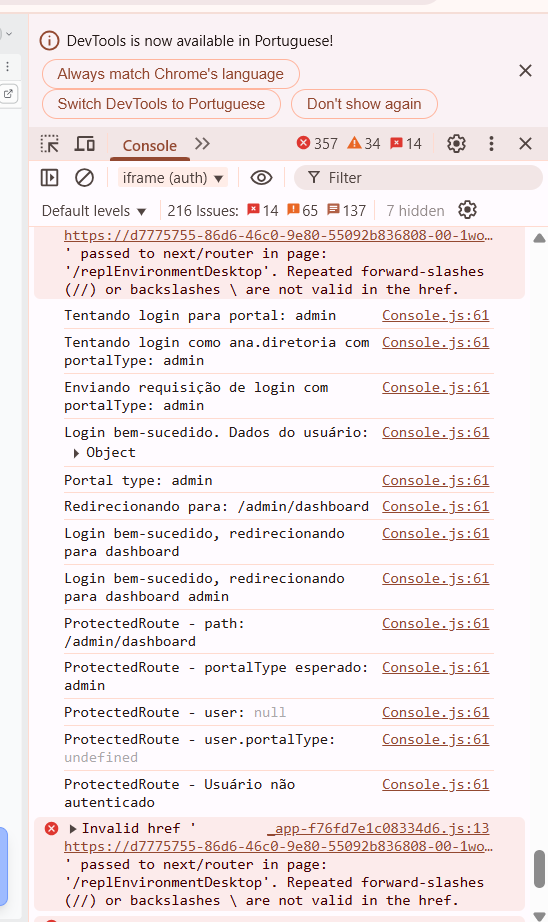 DevTools is now available in Portuguese!
Always match Chrome's language
Switch DevTools to Portuguese
Don't show again
Console
357
34
14
iframe (auth) ▼
Filter
Default levels ▼
216 Issues:
14
65
137
7 hidden
https://d7775755-86d6-46c0-9e80-55092b836808-00-1wo…
' passed to next/router in page:
'/replEnvironmentDesktop'. Repeated forward-slashes
(//) or backslashes \ are not valid in the href.
Tentando login para portal: admin Console.js:61
Tentando login como ana.diretoria com Console.js:61
portalType: admin
Enviando requisição de login com Console.js:61
portalType: admin
Login bem-sucedido. Dados do usuário: Console.js:61
▶ Object
Portal type: admin Console.js:61
Redirecionando para: /admin/dashboard Console.js:61
Login bem-sucedido, redirecionando Console.js:61
para dashboard
Login bem-sucedido, redirecionando Console.js:61
para dashboard admin
ProtectedRoute - path: Console.js:61
/admin/dashboard
ProtectedRoute - portalType esperado: Console.js:61
admin
ProtectedRoute - user: null Console.js:61
ProtectedRoute - user.portalType: Console.js:61
undefined
ProtectedRoute - Usuário não Console.js:61
autenticado
▶ Invalid href ' _app-f76fd7e1c08334d6.js:13
https://d7775755-86d6-46c0-9e80-55092b836808-00-1wo…
' passed to next/router in page:
'/replEnvironmentDesktop'. Repeated forward-slashes
(//) or backslashes \ are not valid in the href.